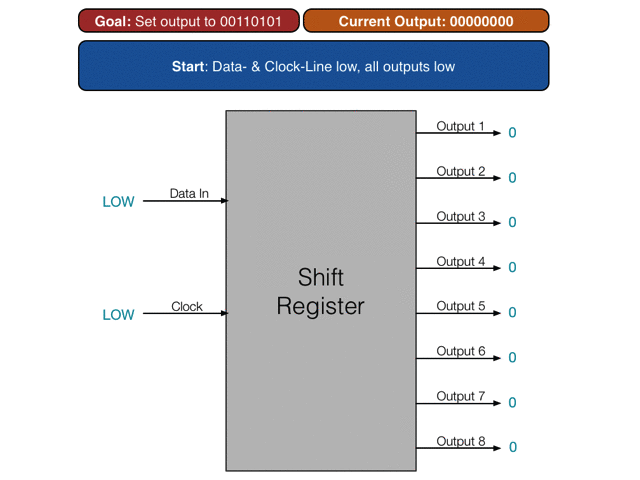 Goal: Set output to 00110101
Current Output: 00000000
Start: Data- & Clock-Line low, all outputs low
Output 1 0
Output 2 0
LOW Data In
Output 3 0
Output 4 0
Shift
Register
LOW Clock
Output 5 0
Output 6 0
Output 7 0
Output 8 0